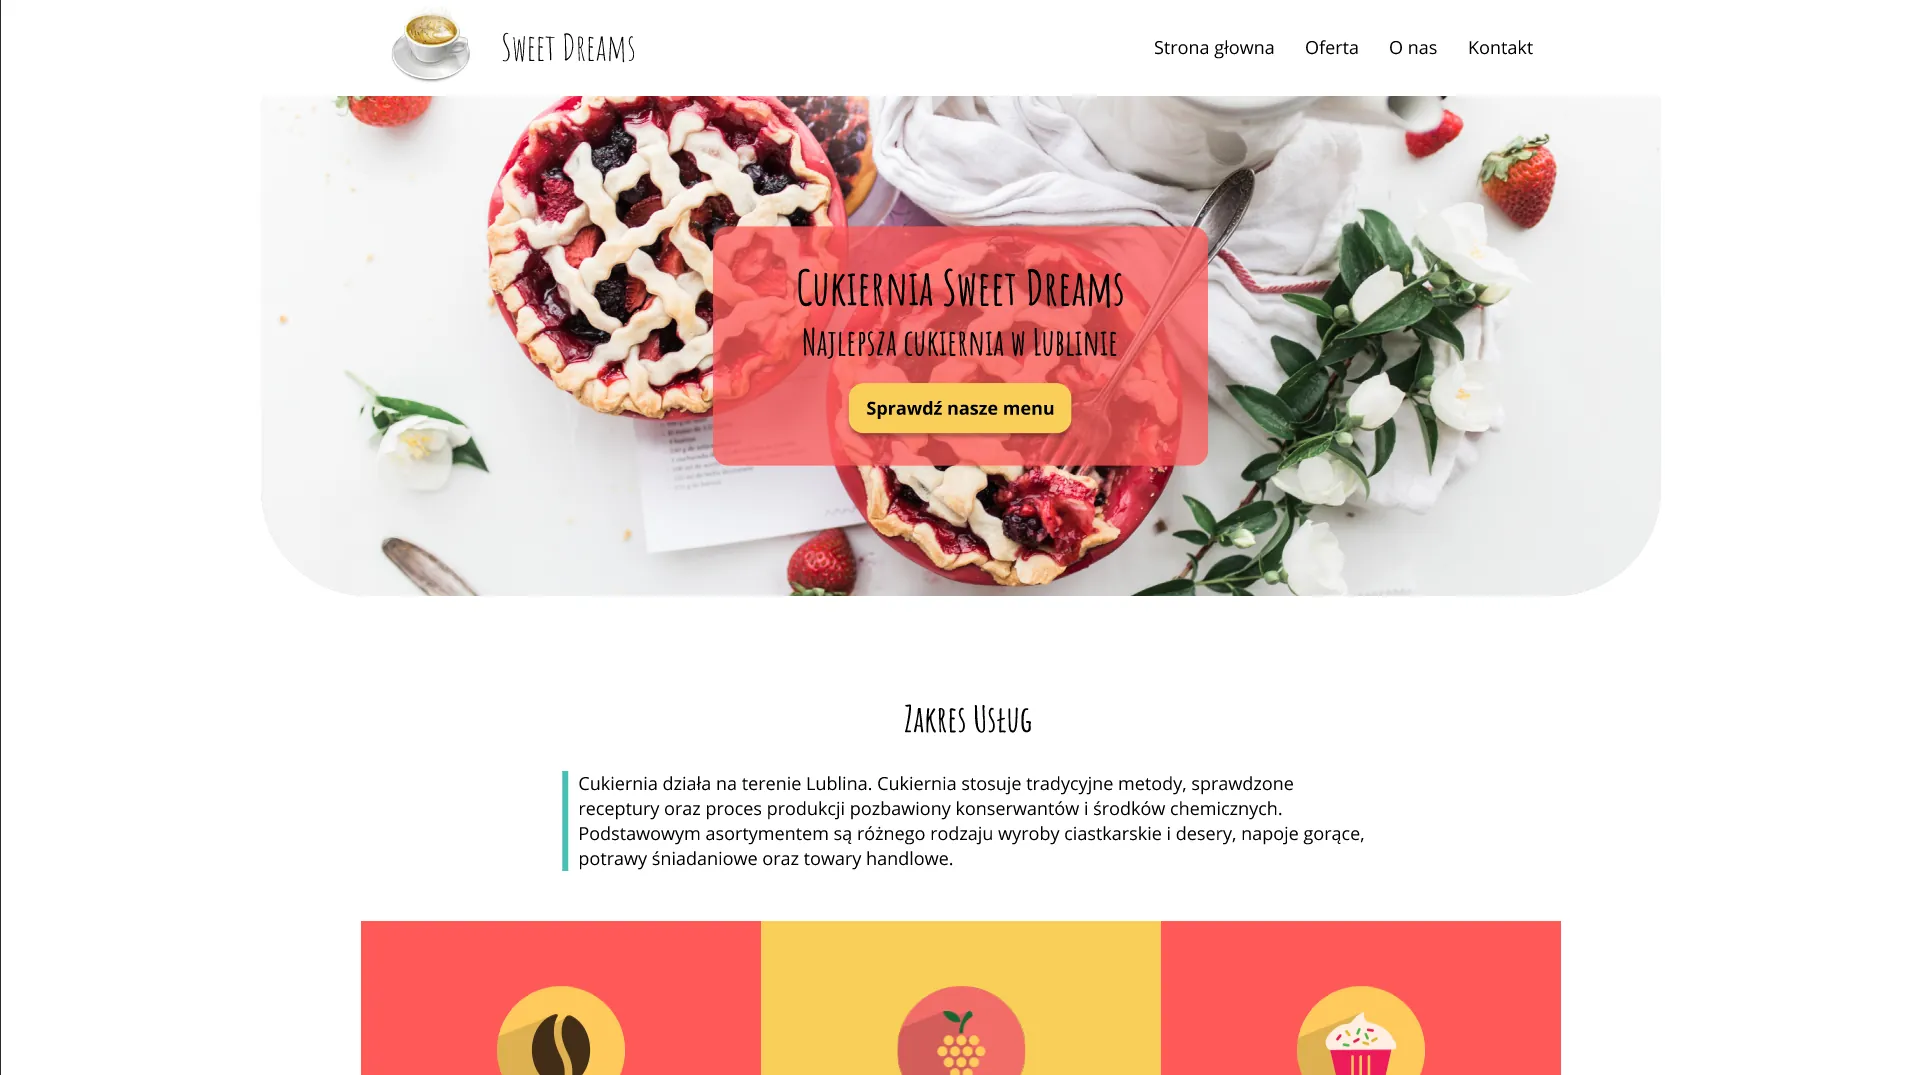 Sweet Dreams
Strona głowna Oferta O nas Kontakt
Cukiernia Sweet Dreams
Najlepsza cukiernia w Lublinie
Sprawdź nasze menu
Zakres Usług
Cukiernia działa na terenie Lublina. Cukiernia stosuje tradycyjne metody, sprawdzone
receptury oraz proces produkcji pozbawiony konserwantów i środków chemicznych.
Podstawowym asortymentem są różnego rodzaju wyroby ciastkarskie i desery, napoje gorące,
potrawy śniadaniowe oraz towary handlowe.